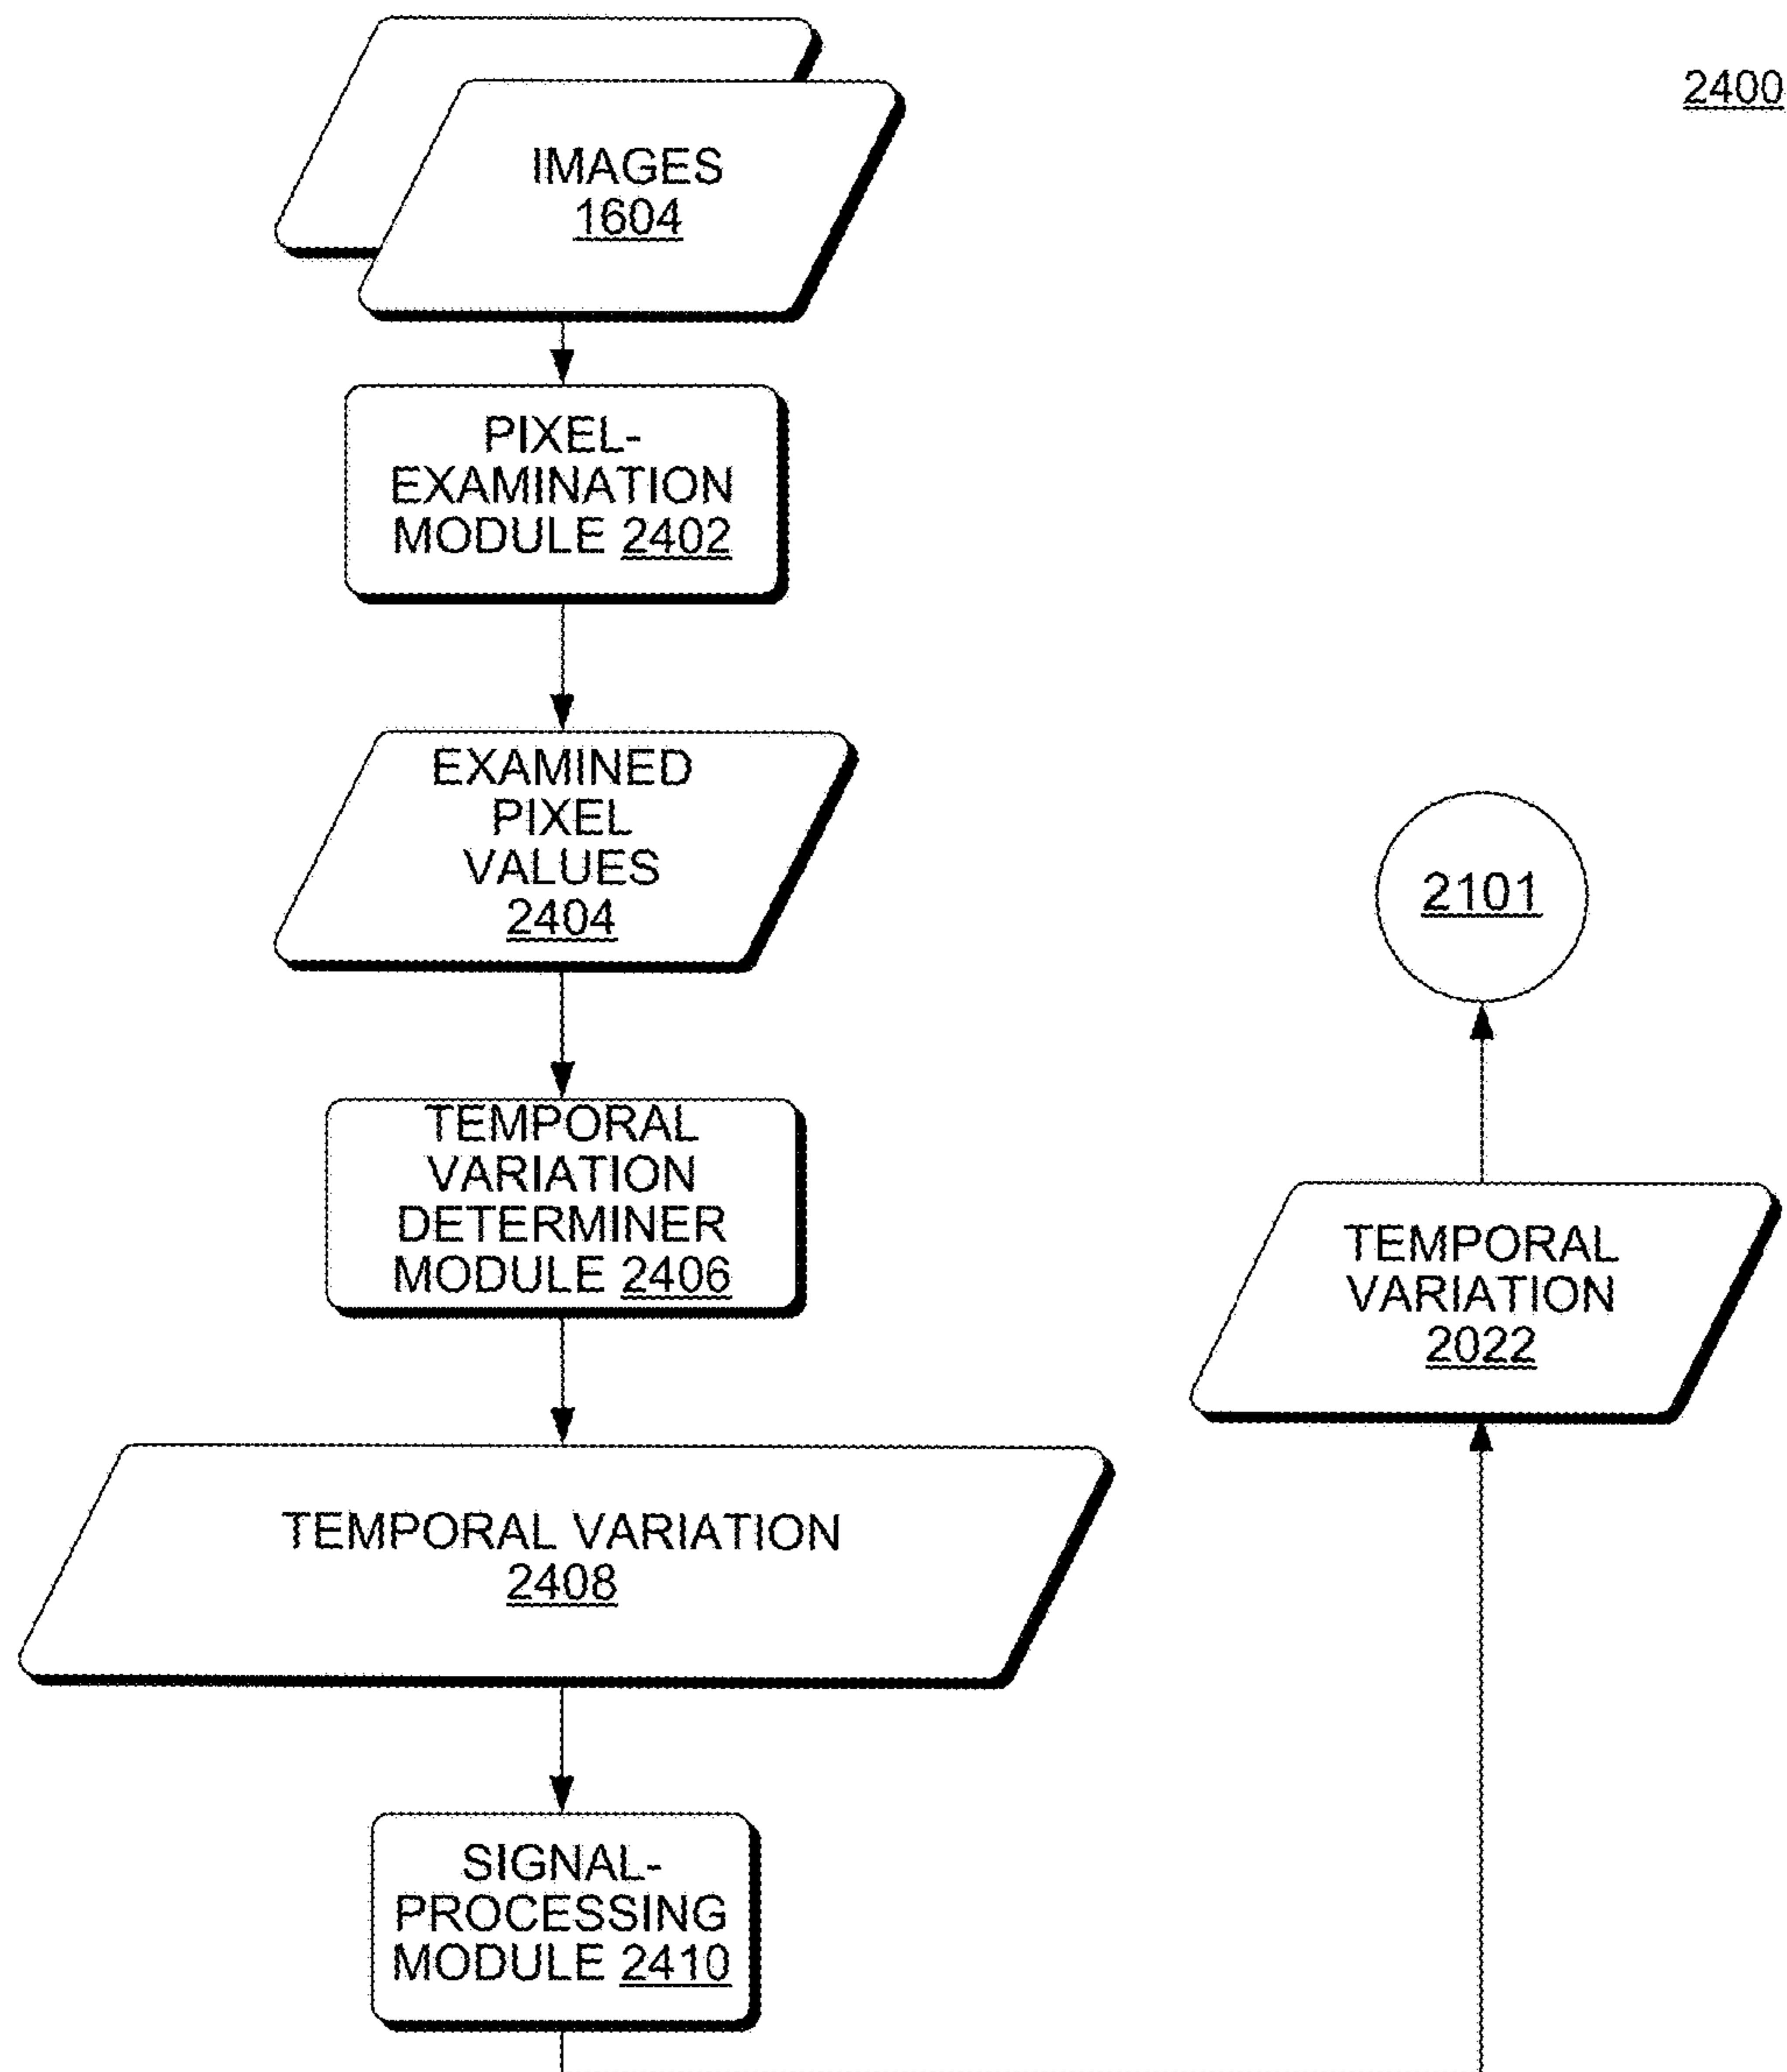 2400
IMAGES
1604
PIXEL-
EXAMINATION
MODULE 2402
EXAMINED
PIXEL
VALUES
2404
TEMPORAL
VARIATION
DETERMINER
MODULE 2406
TEMPORAL VARIATION
2408
SIGNAL-
PROCESSING
MODULE 2410
TEMPORAL
VARIATION
2022
2101